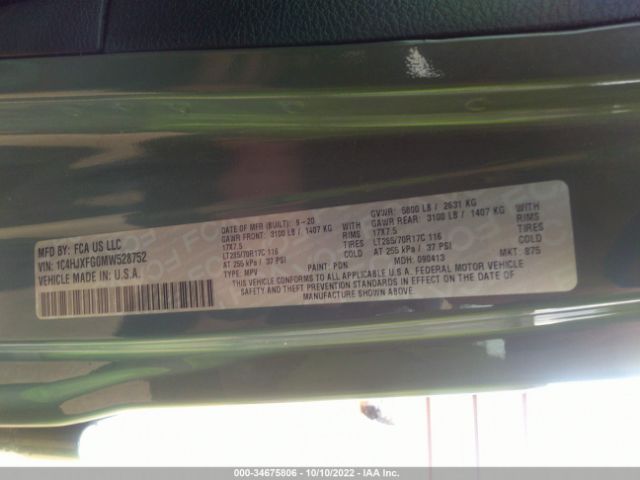 MFD BY: FCA US LLC
VIN: 1C4HJXFGGMW528752
VEHICLE MADE IN: U.S.A.
DATE OF MFR (BUILT): 9-20
GAWR FRONT: 3100 LB / 1407 KG WITH
17X7.5 RIMS
LT285/70R17C 116 TIRES
AT 255 kPa / 37 PSI COLD
TYPE: MPV PAINT: PDN
GVWR: 5800 LB / 2631 KG
GAWR REAR: 3100 LB / 1407 KG WITH
17X7.5 RIMS
LT285/70R17C 116 TIRES
AT 255 kPa / 37 PSI COLD
MDH: 090413 MKT: 875
THIS VEHICLE CONFORMS TO ALL APPLICABLE U.S.A. FEDERAL MOTOR VEHICLE
SAFETY AND THEFT PREVENTION STANDARDS IN EFFECT ON THE DATE OF
MANUFACTURE SHOWN ABOVE.
000-34675806 - 10/10/2022 - IAA Inc.